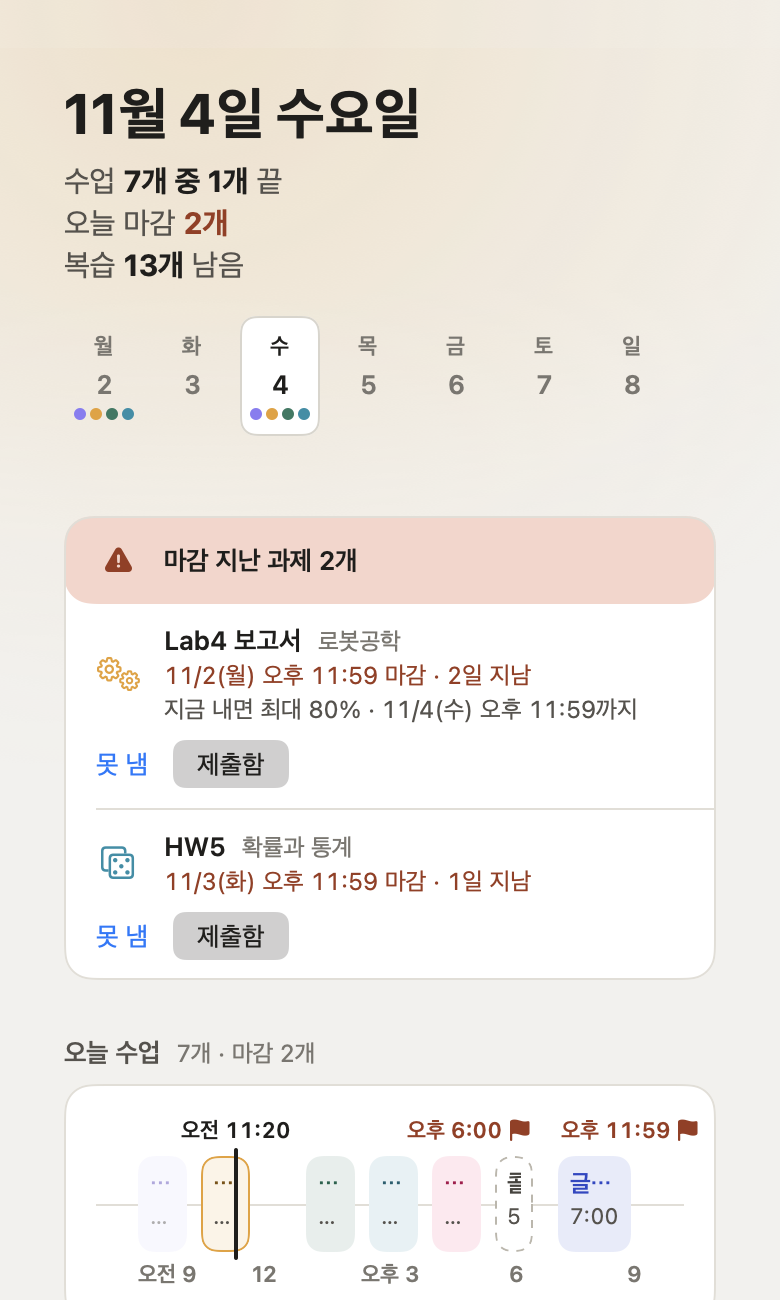 11월 4일 수요일
수업 7개 중 1개 끝
오늘 마감 2개
복습 13개 남음
월 화 수 목 금 토 일
2 3 4 5 6 7 8
마감 지난 과제 2개
Lab4 보고서 로봇공학
11/2(월) 오후 11:59 마감 · 2일 지남
지금 내면 최대 80% · 11/4(수) 오후 11:59까지
못 냄 제출함
HW5 확률과 통계
11/3(화) 오후 11:59 마감 · 1일 지남
못 냄 제출함
오늘 수업 7개 · 마감 2개
오전 11:20 오후 6:00 오후 11:59
... ... ... ... ... 글...
... ... ... ... ... 5 7:00
오전 9 12 오후 3 6 9